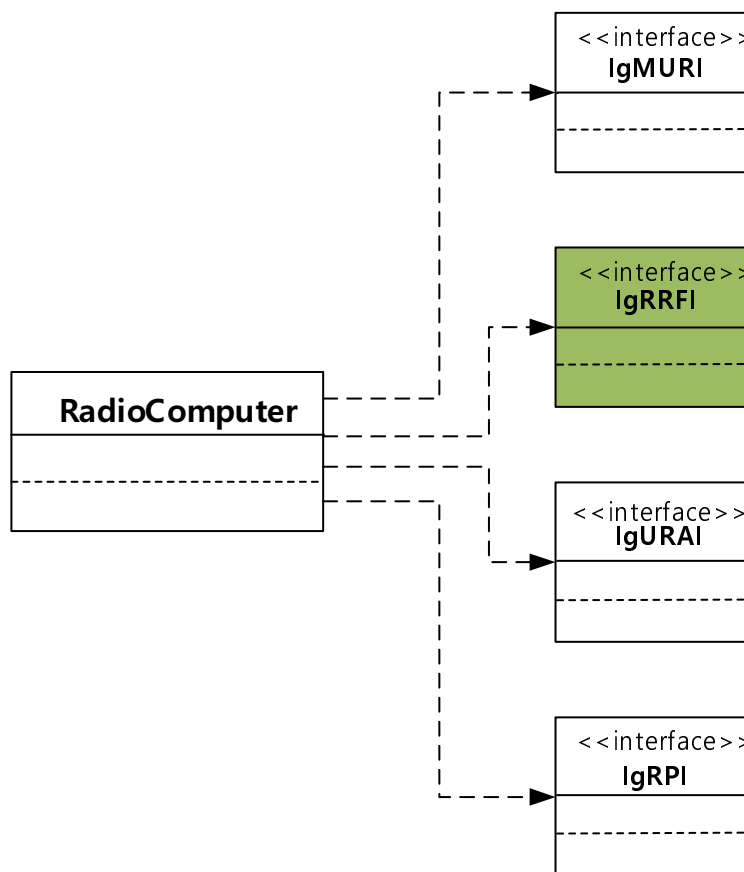 <<interface>>
IgMURI
<<interface>>
IgRRFI
RadioComputer
<<interface>>
IgURAI
<<interface>>
IgRPI